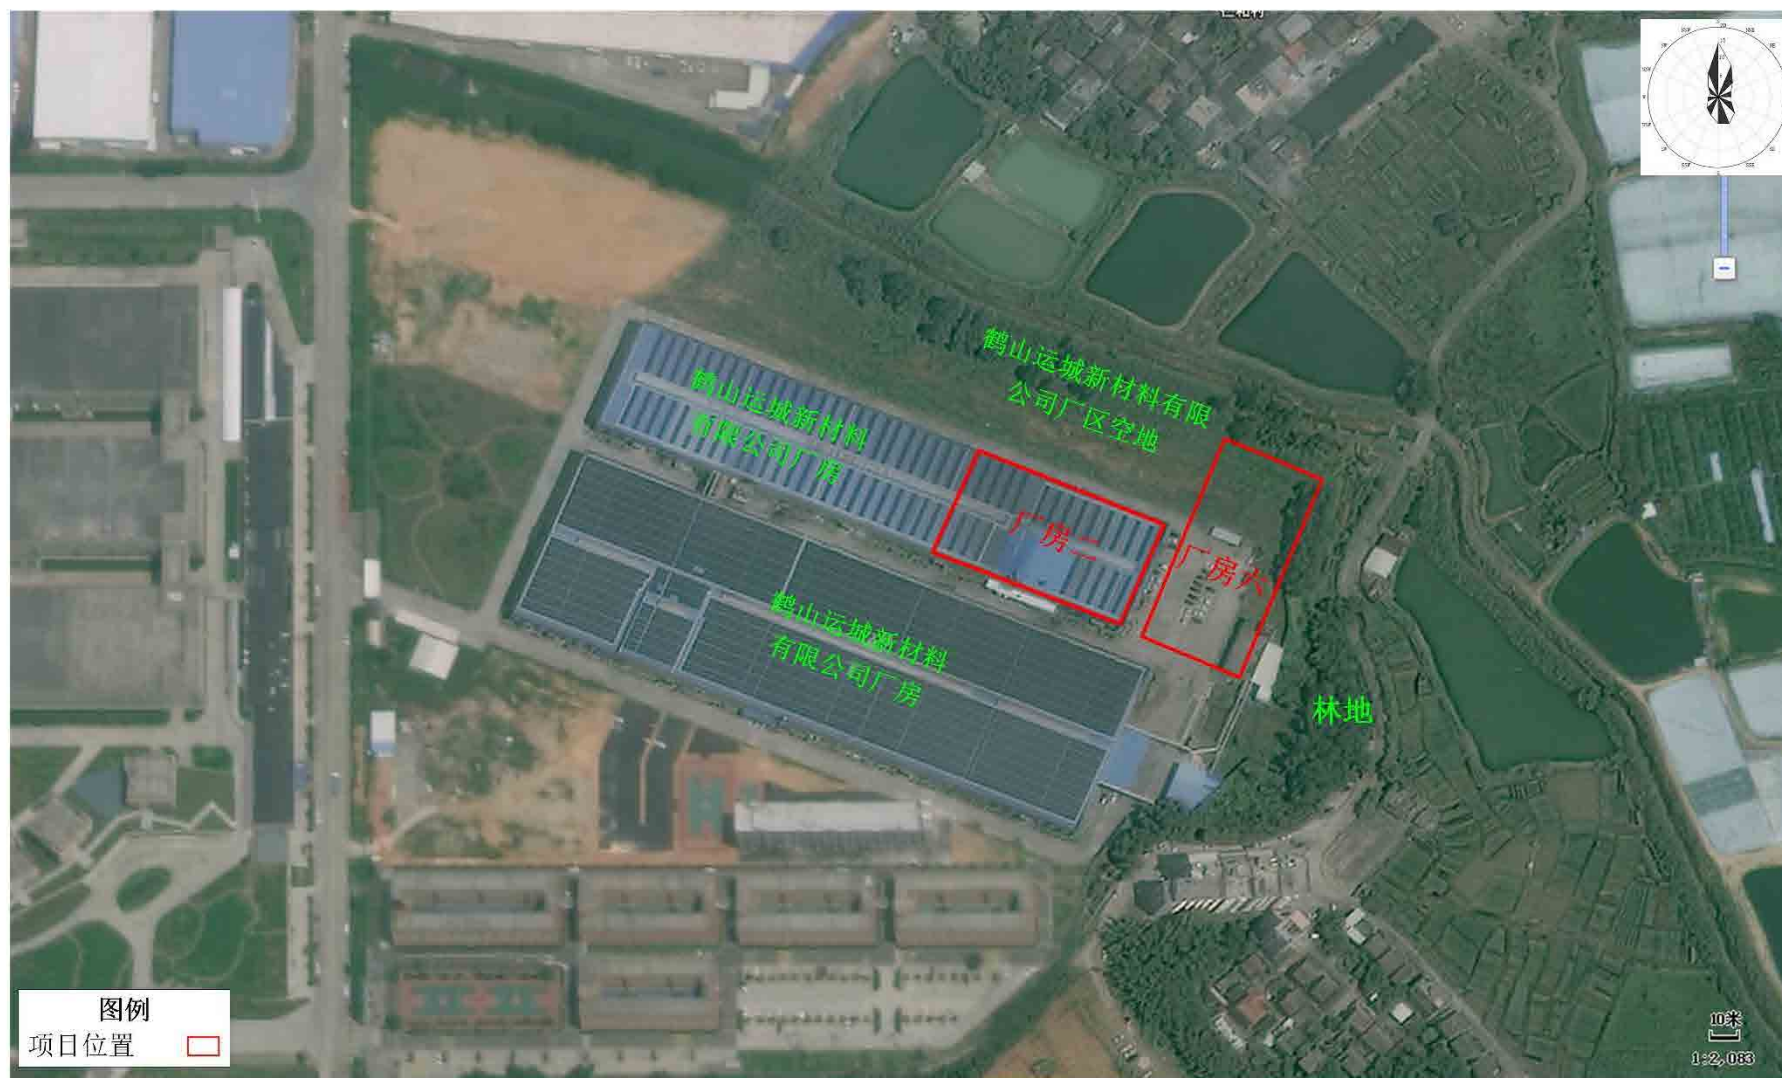 鹤山运城新材料有限
公司厂区空地
鹤山运城新材料
有限公司厂房
厂房二
厂房六
鹤山运城新材料
有限公司厂房
林地
图例
项目位置
10米
1:2,083